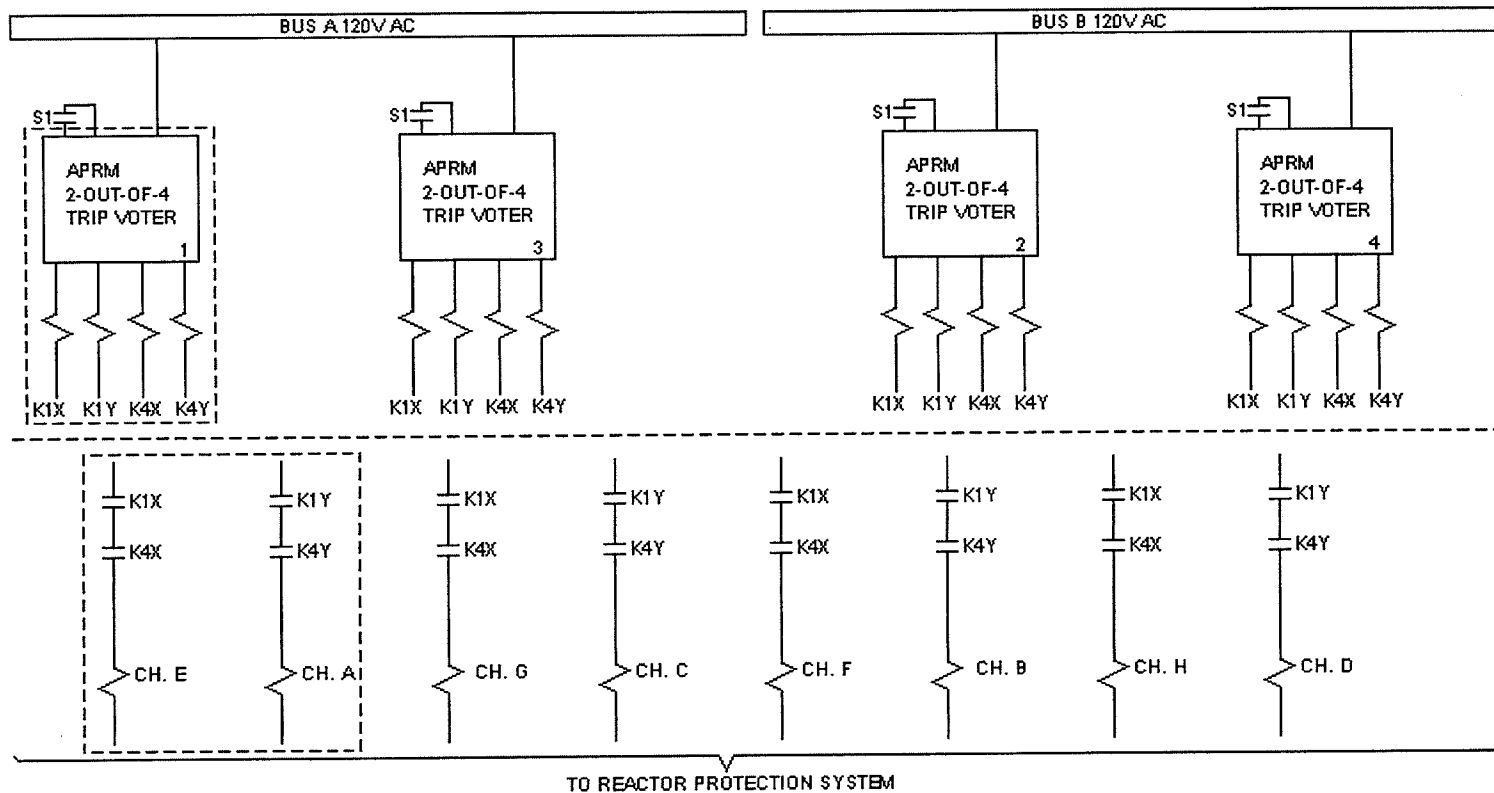 BUS A 120V AC
BUS B 120V AC
S1
S1
S1
S1
APRM
2-OUT-OF-4
TRIP VOTER
1
APRM
2-OUT-OF-4
TRIP VOTER
3
APRM
2-OUT-OF-4
TRIP VOTER
2
APRM
2-OUT-OF-4
TRIP VOTER
4
K1X K1Y K4X K4Y
K1X K1Y K4X K4Y
K1X K1Y K4X K4Y
K1X K1Y K4X K4Y
K1X
K1Y
K1X
K1Y
K1X
K1Y
K1X
K1Y
K4X
K4Y
K4X
K4Y
K4X
K4Y
K4X
K4Y
CH. E
CH. A
CH. G
CH. C
CH. F
CH. B
CH. H
CH. D
TO REACTOR PROTECTION SYSTEM